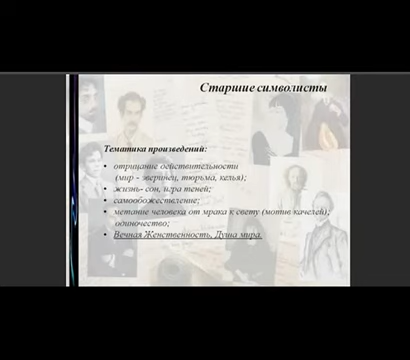 Старшие символисты
Тематика произведений:
• отрицание действительности
(мир - зверинец, тюрьма, келья);
• жизнь- сон, игра теней;
• самообожествление;
• метание человека от мрака к свету (мотив качелей);
одиночество;
• Вечная Женственность, Душа мира.